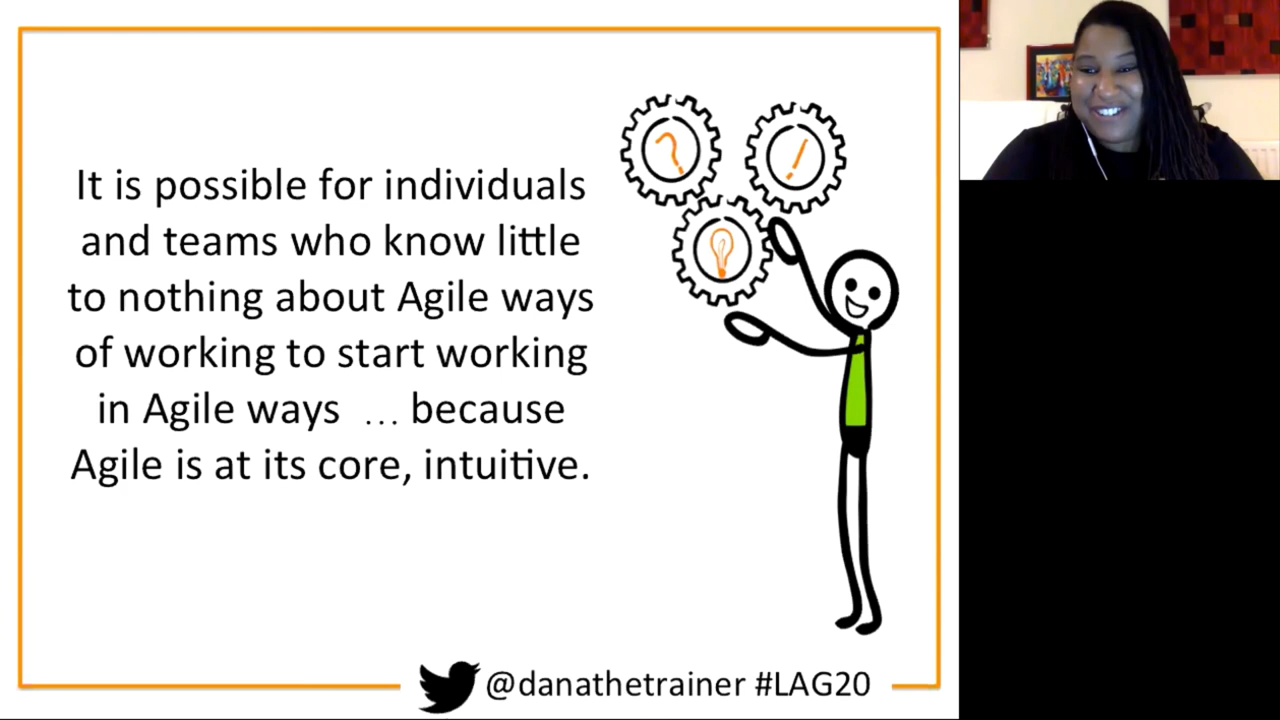 It is possible for individuals
and teams who know little
to nothing about Agile ways
of working to start working
in Agile ways ... because
Agile is at its core, intuitive.
? !
@danathetrainer #LAG20